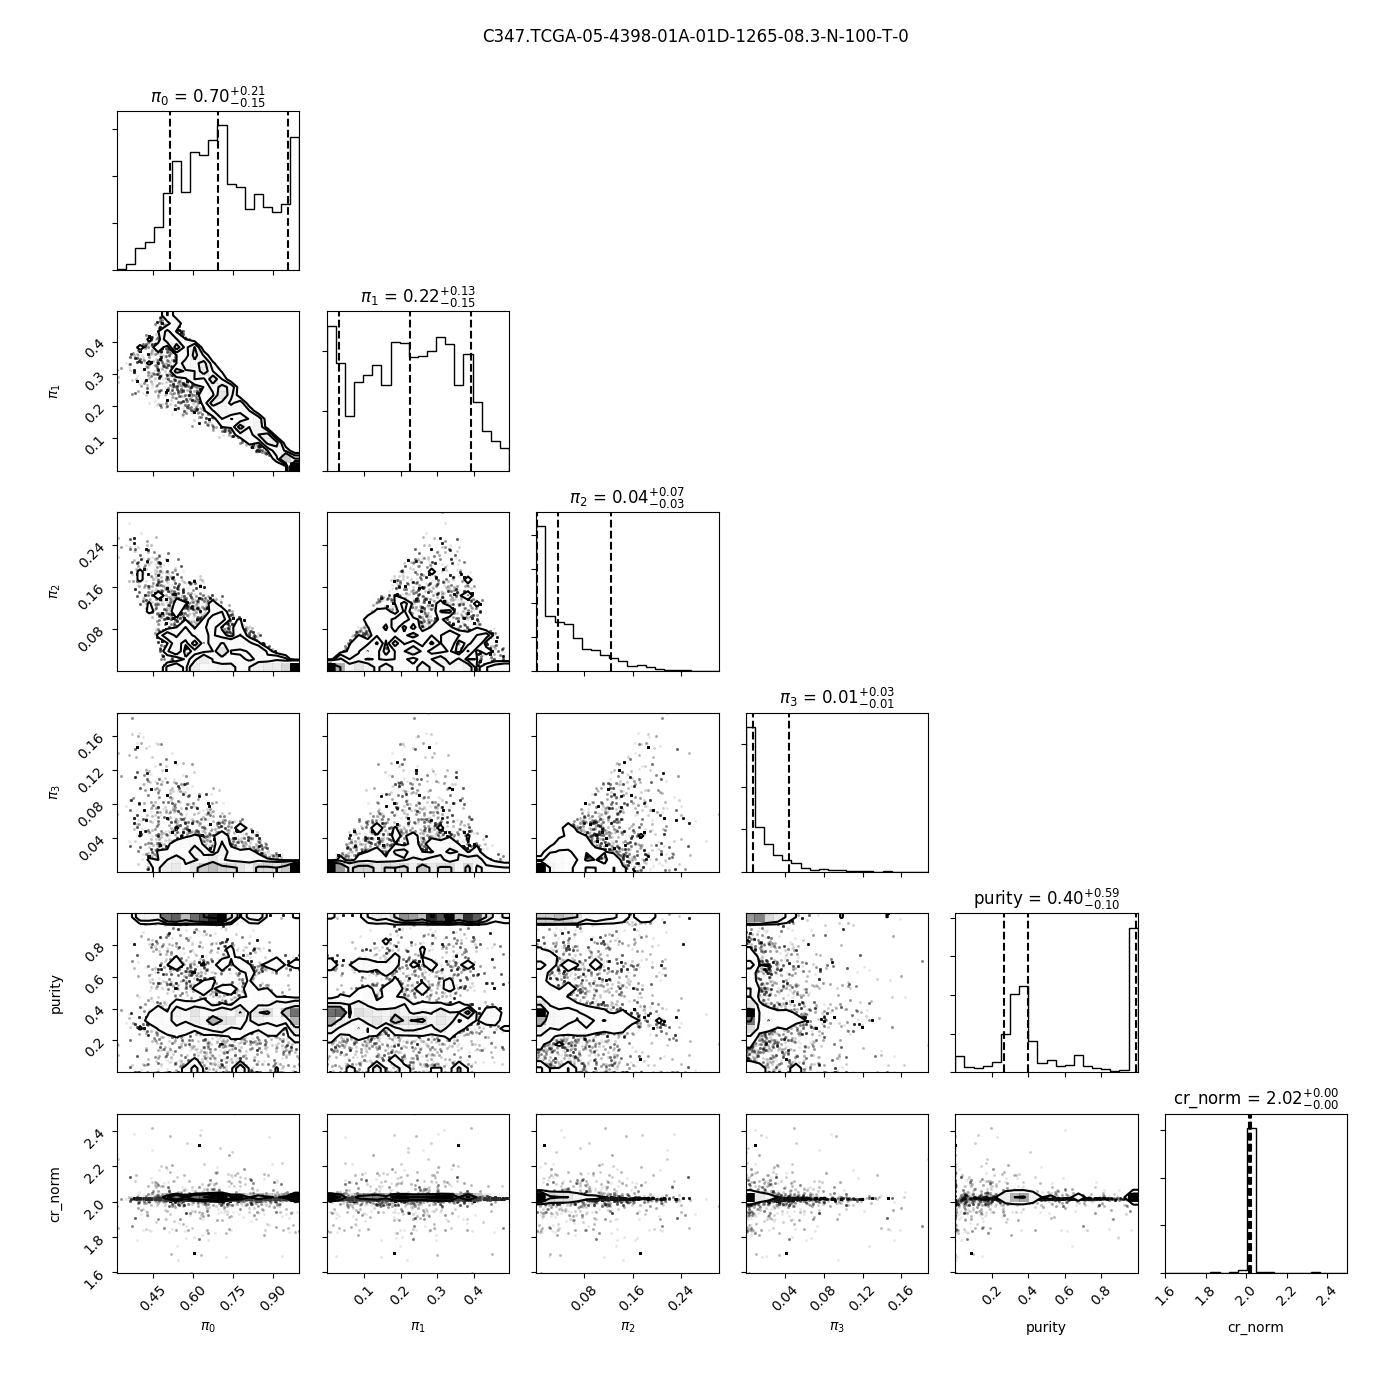 C347.TCGA-05-4398-01A-01D-1265-08.3-N-100-T-0
π₀ = 0.70 +0.21 −0.15
π₁ = 0.22 +0.13 −0.15
π₁
0.4
0.3
0.2
0.1
π₂ = 0.04 +0.07 −0.03
π₂
0.24
0.16
0.08
π₃ = 0.01 +0.03 −0.01
π₃
0.16
0.12
0.08
0.04
purity = 0.40 +0.59 −0.10
purity
0.8
0.6
0.4
0.2
cr_norm = 2.02 +0.00 −0.00
cr_norm
2.4
2.2
2.0
1.8
1.6
0.45 0.60 0.75 0.90 0.1 0.2 0.3 0.4 0.08 0.16 0.24 0.04 0.08 0.12 0.16 0.2 0.4 0.6 0.8 1.6 1.8 2.0 2.2 2.4
π₀ π₁ π₂ π₃ purity cr_norm